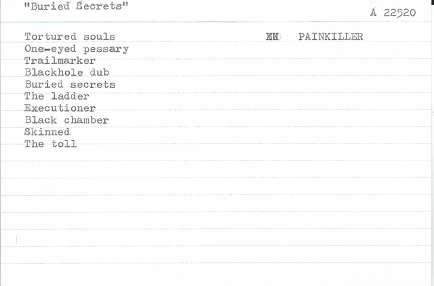 "Buried Secrets"
A 22520
Tortured souls PAINKILLER
One-eyed pessary
Trailmarker
Blackhole dub
Buried secrets
The ladder
Executioner
Black chamber
Skinned
The toll